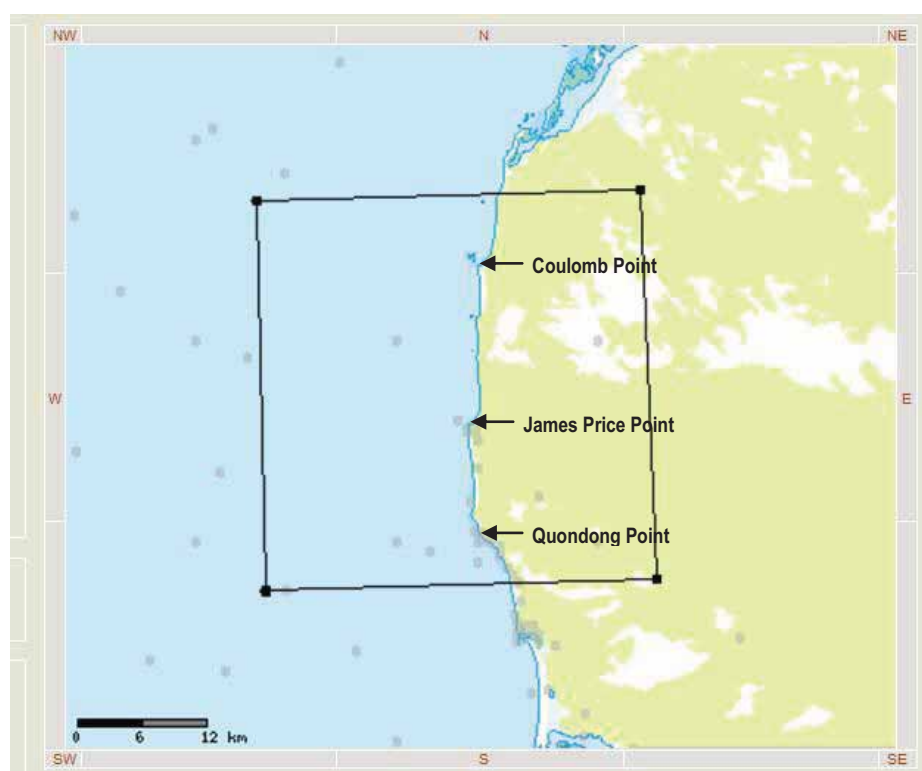 NW N NE
Coulomb Point
W E
James Price Point
Quondong Point
0 6 12 km
SW S SE